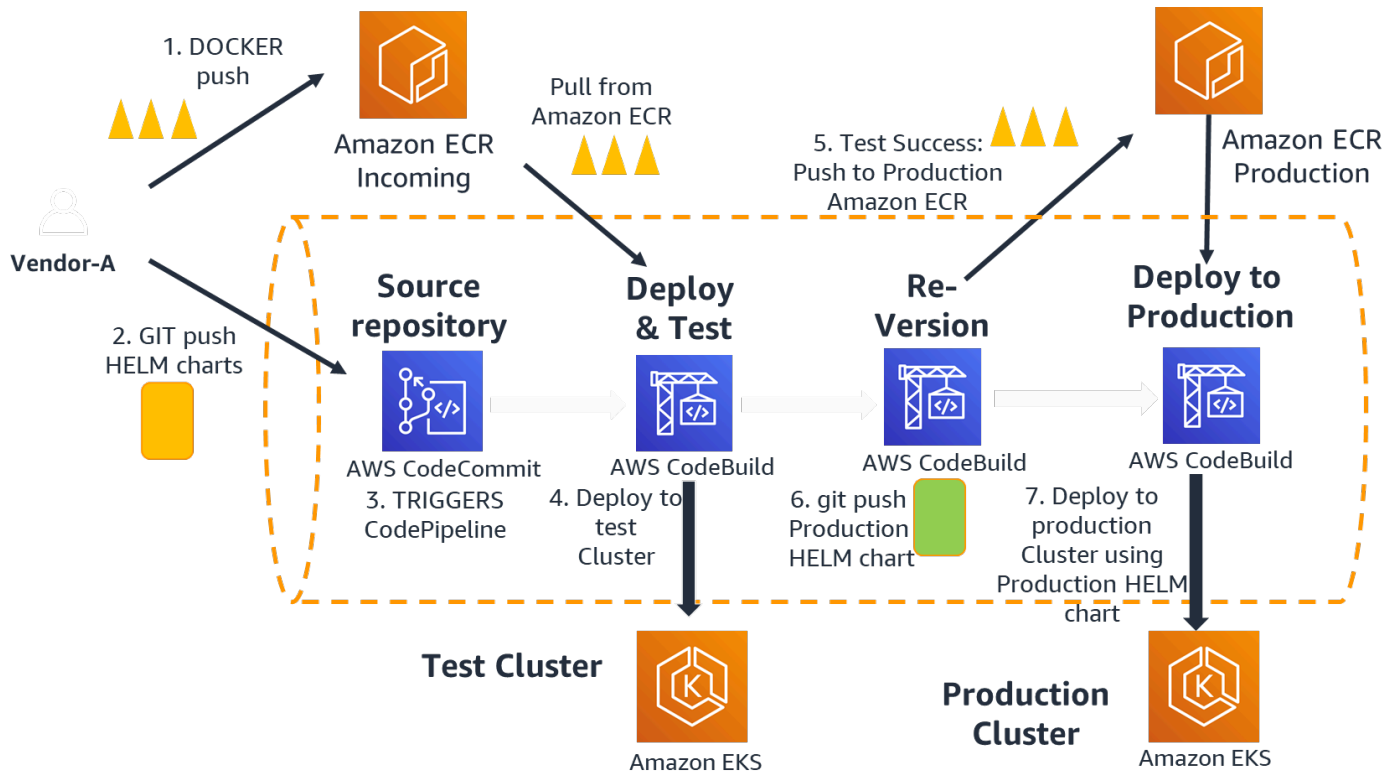 1. DOCKER
push
Amazon ECR
Incoming
Pull from
Amazon ECR
5. Test Success:
Push to Production
Amazon ECR
Amazon ECR
Production
Vendor-A
2. GIT push
HELM charts
Source
repository
</>
AWS CodeCommit
3. TRIGGERS
CodePipeline
Deploy
& Test
</>
AWS CodeBuild
4. Deploy to
test
Cluster
Re-
Version
</>
AWS CodeBuild
6. git push
Production
HELM chart
Deploy to
Production
</>
AWS CodeBuild
7. Deploy to
production
Cluster using
Production HELM
chart
Test Cluster
K
Amazon EKS
Production
Cluster
K
Amazon EKS